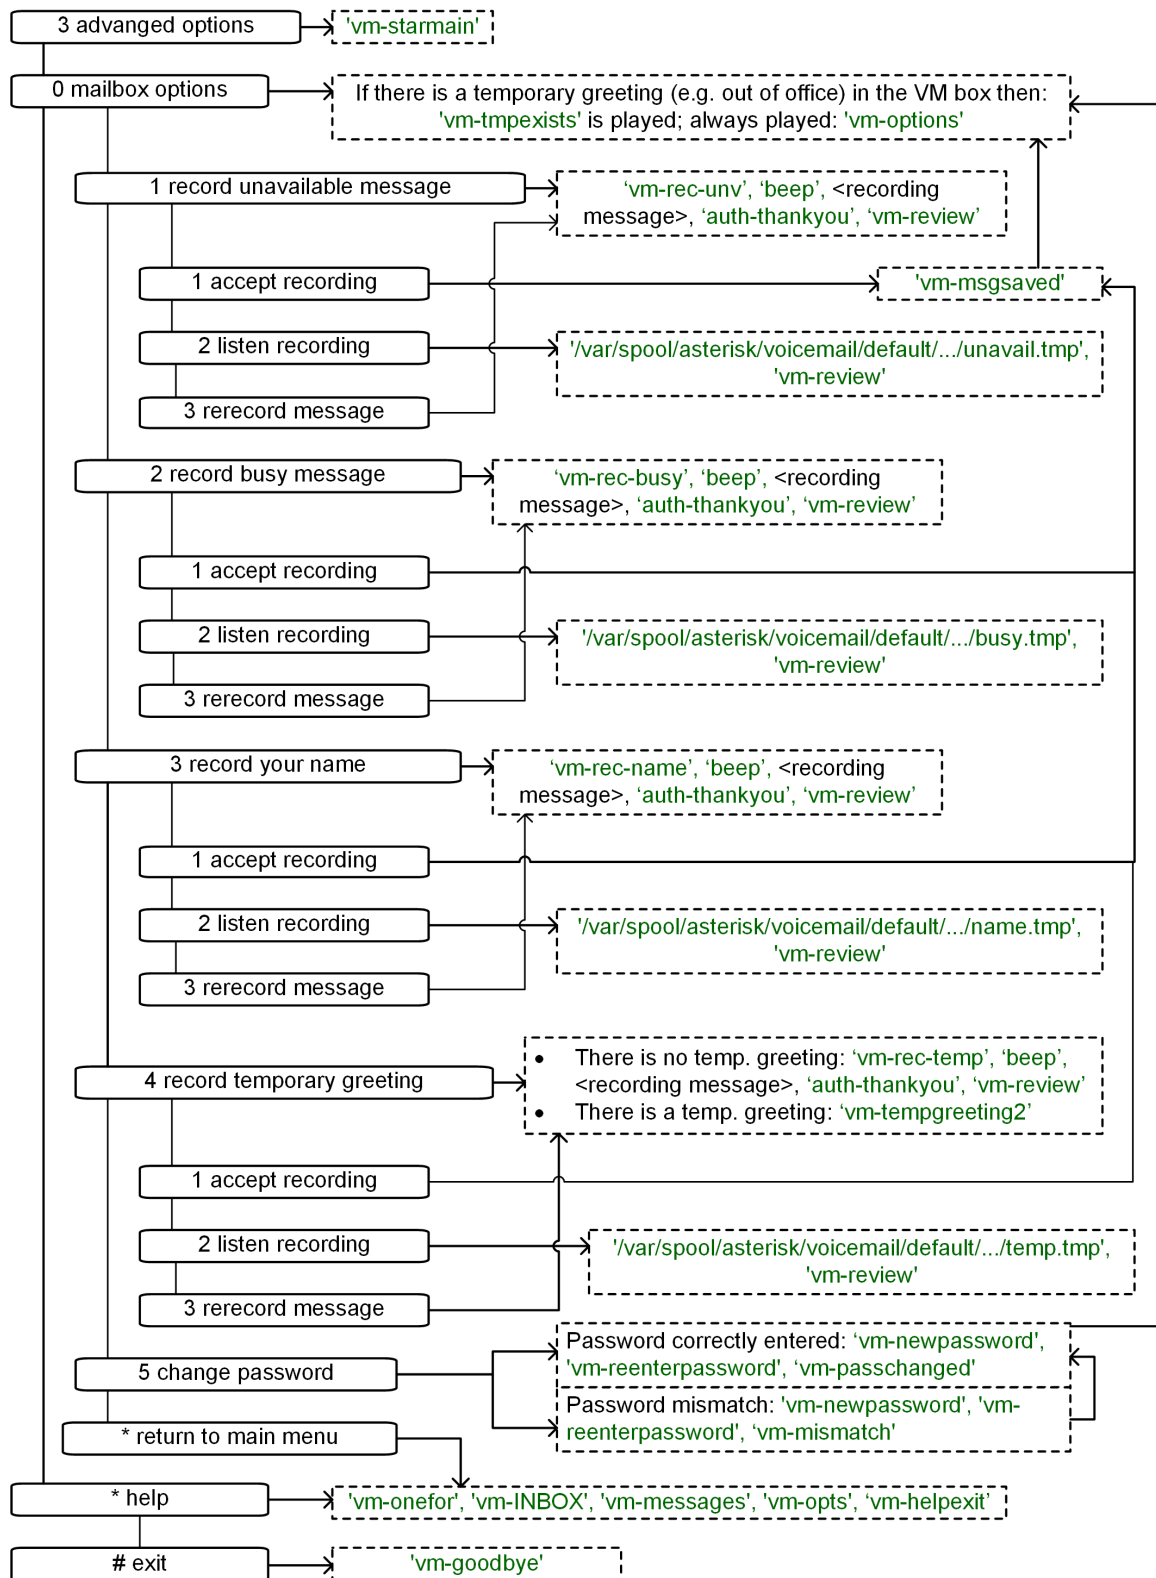 3 advanged options
'vm-starmain'
0 mailbox options
If there is a temporary greeting (e.g. out of office) in the VM box then:
'vm-tmpexists' is played; always played: 'vm-options'
1 record unavailable message
‘vm-rec-unv’, ‘beep’, <recording
message>, ‘auth-thankyou’, ‘vm-review’
1 accept recording
'vm-msgsaved'
2 listen recording
'/var/spool/asterisk/voicemail/default/.../unavail.tmp',
'vm-review'
3 rerecord message
2 record busy message
‘vm-rec-busy’, ‘beep’, <recording
message>, ‘auth-thankyou’, ‘vm-review’
1 accept recording
2 listen recording
'/var/spool/asterisk/voicemail/default/.../busy.tmp',
'vm-review'
3 rerecord message
3 record your name
‘vm-rec-name’, ‘beep’, <recording
message>, ‘auth-thankyou’, ‘vm-review’
1 accept recording
2 listen recording
'/var/spool/asterisk/voicemail/default/.../name.tmp',
'vm-review'
3 rerecord message
4 record temporary greeting
• There is no temp. greeting: ‘vm-rec-temp’, ‘beep’,
<recording message>, ‘auth-thankyou’, ‘vm-review’
• There is a temp. greeting: ‘vm-tempgreeting2’
1 accept recording
2 listen recording
'/var/spool/asterisk/voicemail/default/.../temp.tmp',
'vm-review'
3 rerecord message
5 change password
Password correctly entered: ‘vm-newpassword',
'vm-reenterpassword', ‘vm-passchanged'
Password mismatch: 'vm-newpassword', 'vm-
reenterpassword', ‘vm-mismatch'
* return to main menu
* help
'vm-onefor', 'vm-INBOX', 'vm-messages', 'vm-opts', ‘vm-helpexit’
# exit
'vm-goodbye'